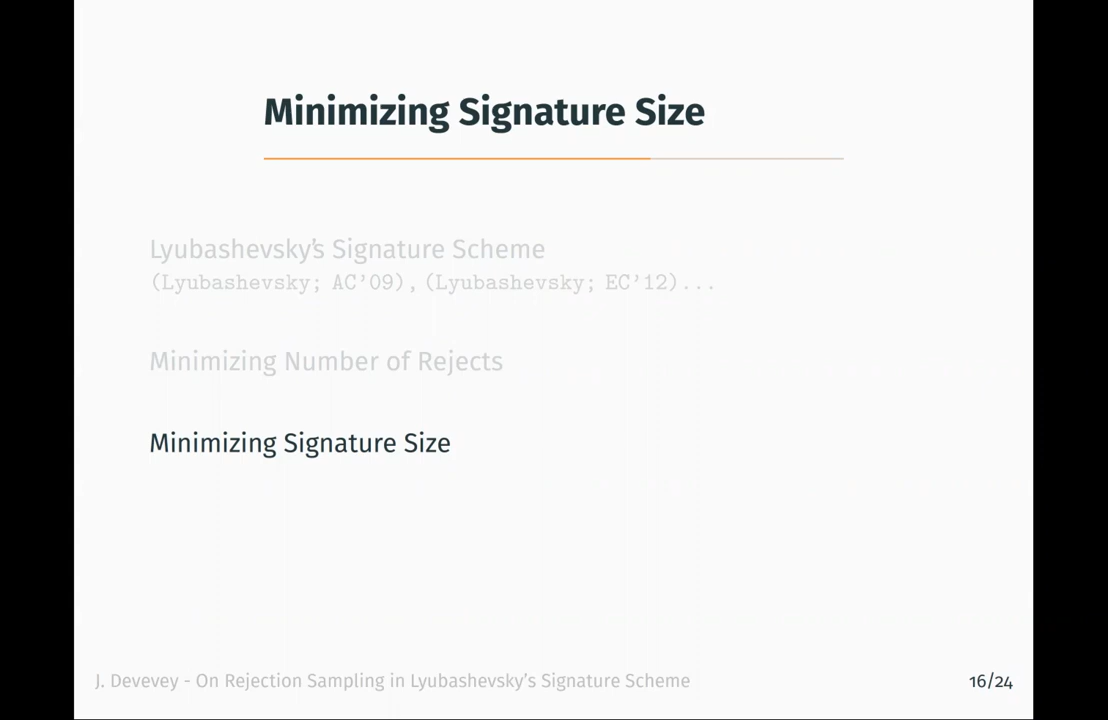 Minimizing Signature Size
Lyubashevsky's Signature Scheme
(Lyubashevsky; AC'09), (Lyubashevsky; EC'12)...
Minimizing Number of Rejects
Minimizing Signature Size
J. Devevey - On Rejection Sampling in Lyubashevsky's Signature Scheme
16/24